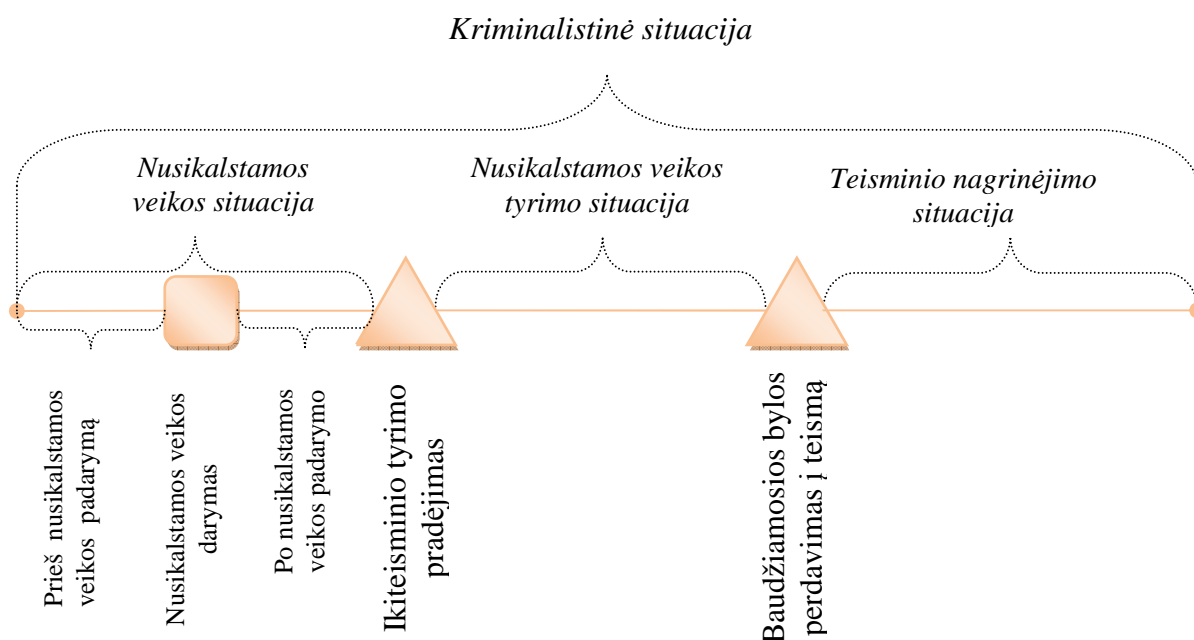 Kriminalistinė situacija
Nusikalstamos
veikos situacija
Nusikalstamos veikos
tyrimo situacija
Teisminio nagrinėjimo
situacija
Prieš nusikalstamos
veikos padarymą
Nusikalstamos veikos
darymas
Po nusikalstamos
veikos padarymo
Ikiteisminio tyrimo
pradėjimas
Baudžiamosios bylos
perdavimas į teismą